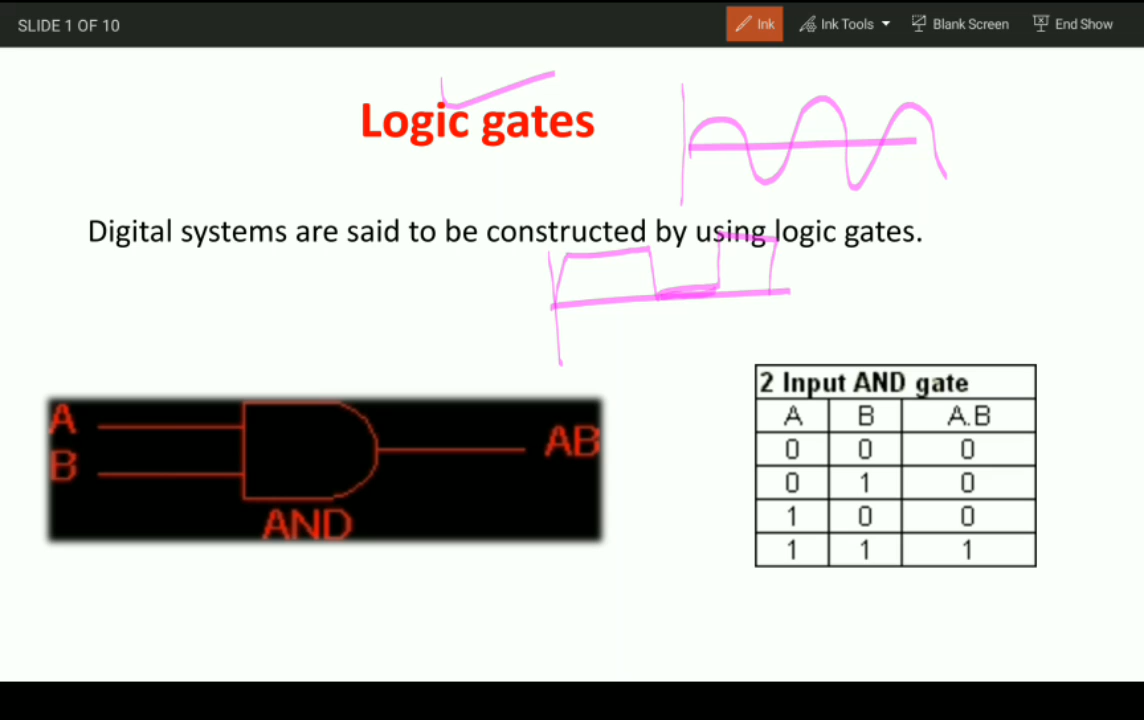 SLIDE 1 OF 10 Ink Ink Tools Blank Screen End Show
Logic gates
Digital systems are said to be constructed by using logic gates.
A
B
AB
AND
2 Input AND gate
A B A.B
0 0 0
0 1 0
1 0 0
1 1 1